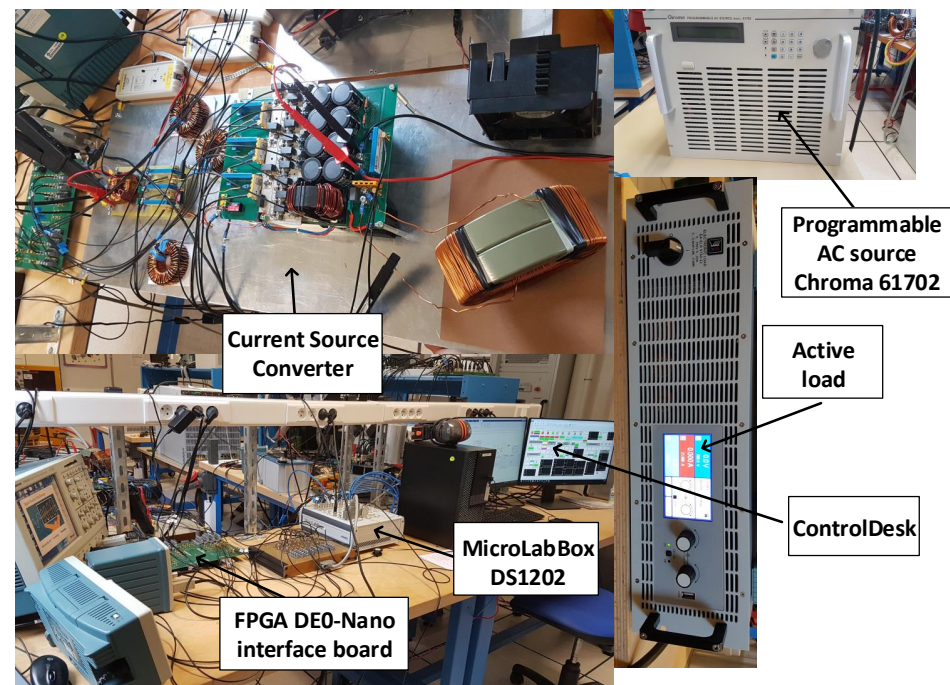 Programmable
AC source
Chroma 61702
Current Source
Converter
Active
load
ControlDesk
MicroLabBox
DS1202
FPGA DE0-Nano
interface board